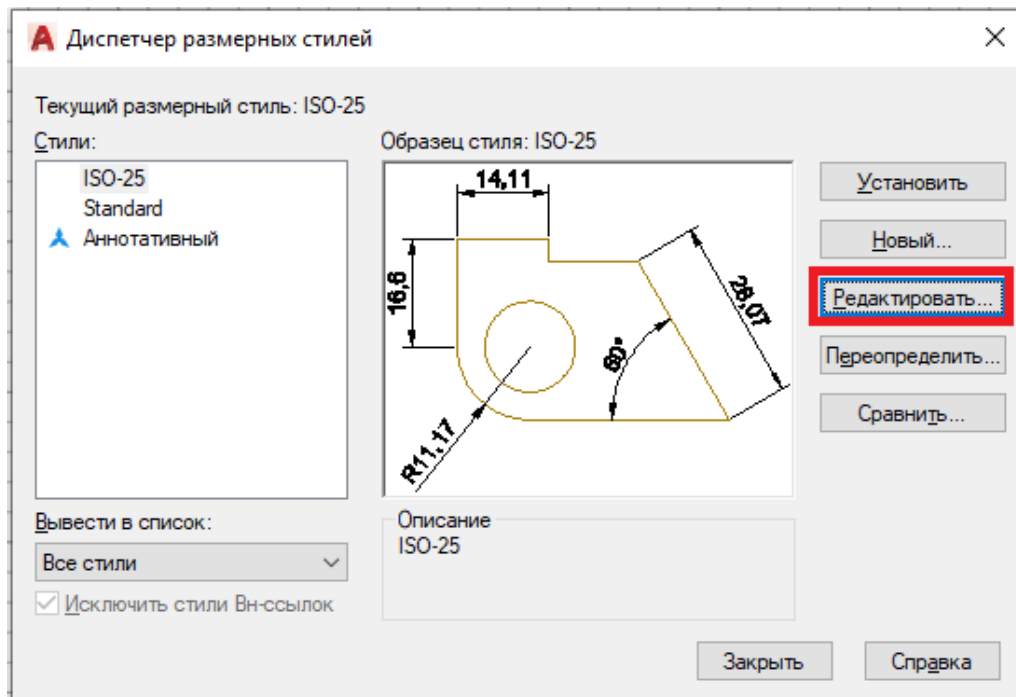 Диспетчер размерных стилей
Текущий размерный стиль: ISO-25
Стили:
ISO-25
Standard
Аннотативный
Образец стиля: ISO-25
14,11
16,6
28,07
60°
R11,17
Установить
Новый...
Редактировать...
Переопределить...
Сравнить...
Вывести в список:
Все стили
Исключить стили Вн-ссылок
Описание
ISO-25
Закрыть
Справка